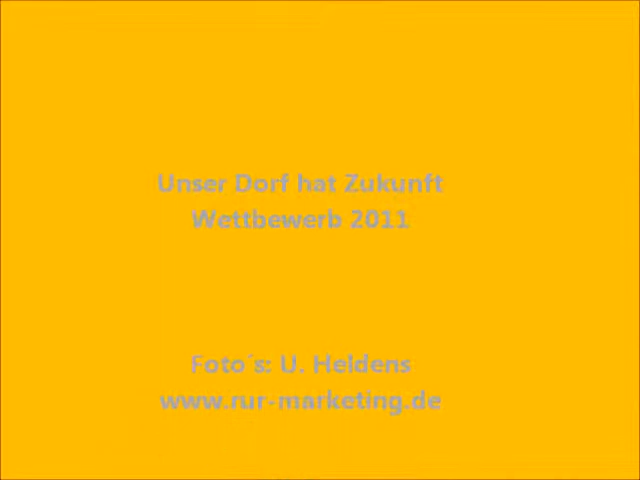 Unser Dorf hat Zukunft
Wettbewerb 2011
Foto´s: U. Heldens
www.rur-marketing.de